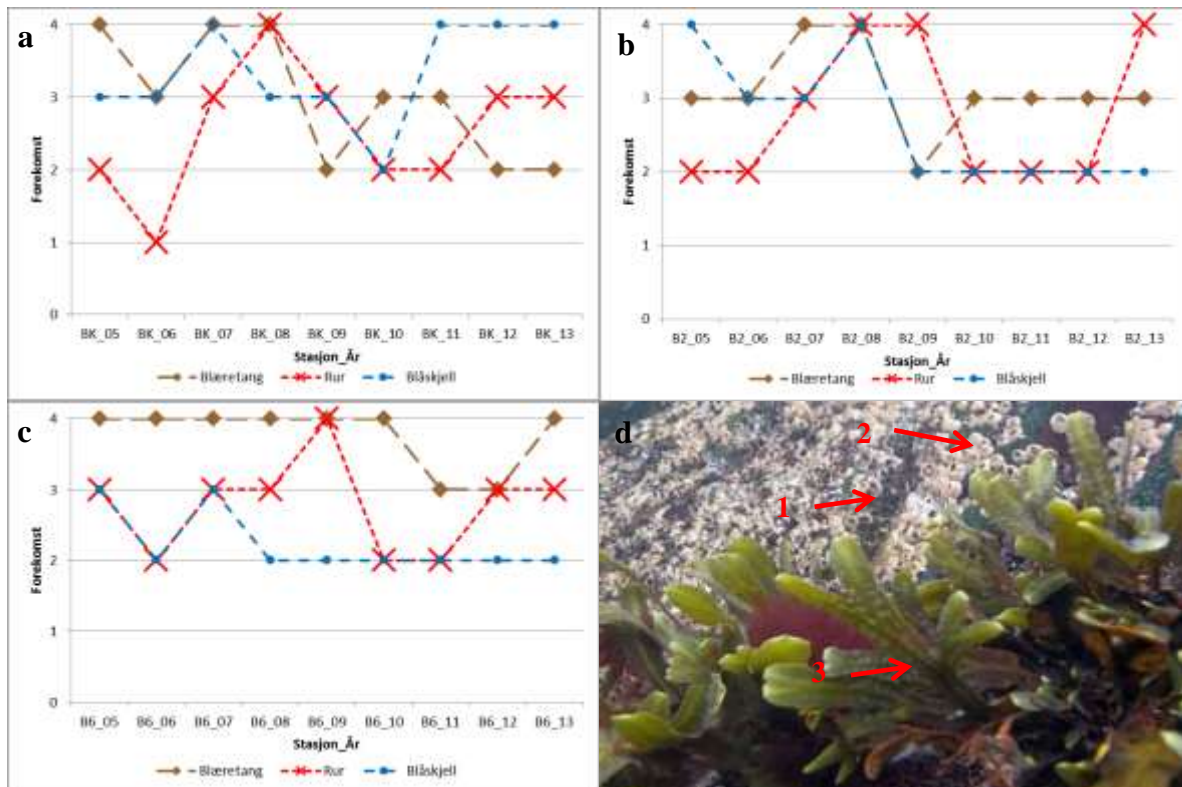 a
4
3
2
1
0
Forekomst
BK_05 BK_06 BK_07 BK_08 BK_09 BK_10 BK_11 BK_12 BK_13
Stasjon_År
Blæretang Rur Blåskjell
b
4
3
2
1
0
Forekomst
B2_05 B2_06 B2_07 B2_08 B2_09 B2_10 B2_11 B2_12 B2_13
Stasjon_År
Blæretang Rur Blåskjell
c
4
3
2
1
0
Forekomst
B6_05 B6_06 B6_07 B6_08 B6_09 B6_10 B6_11 B6_12 B6_13
Stasjon_År
Blæretang Rur Blåskjell
d
2
1
3